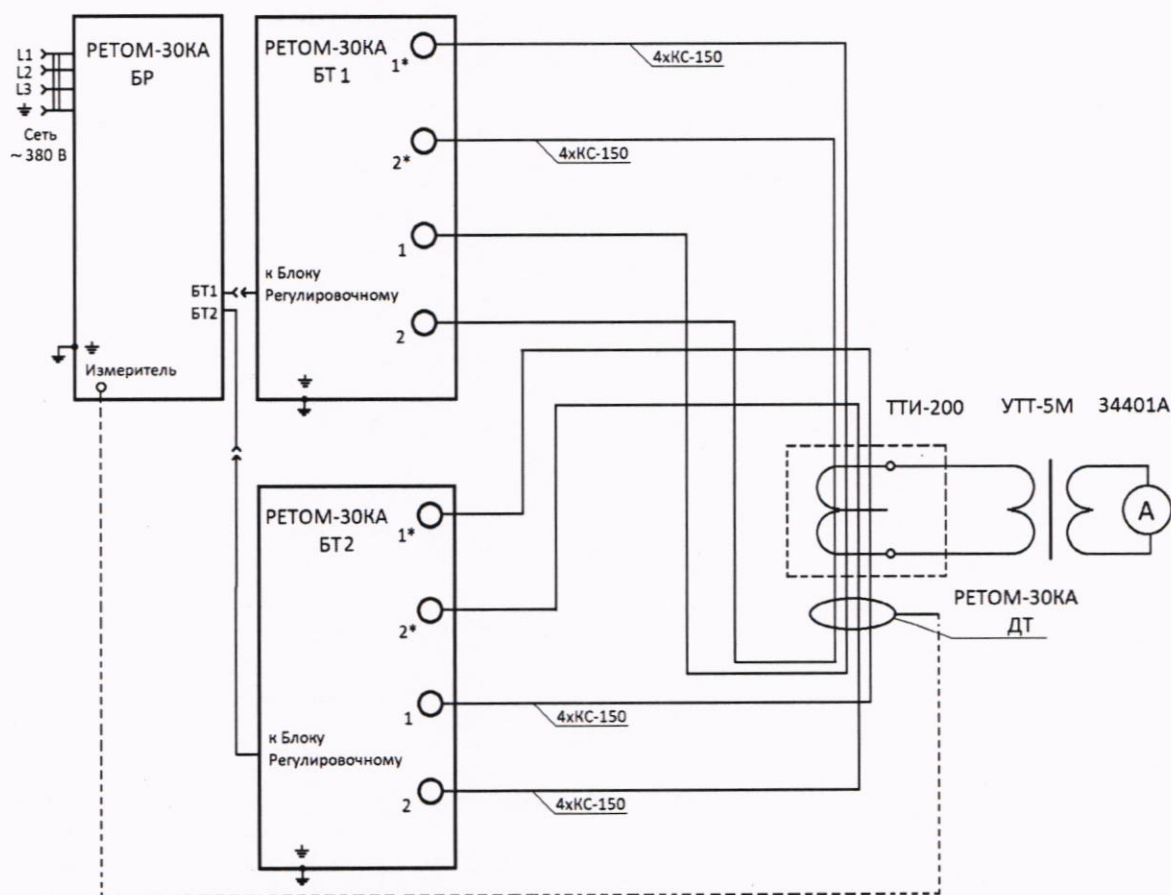 L1
L2
L3
Сеть
~ 380 В
РЕТОМ-30КА
БР
БТ1
БТ2
Измеритель
РЕТОМ-30КА
БТ1
1*
2*
1
2
к Блоку
Регулировочному
4хКС-150
4хКС-150
РЕТОМ-30КА
БТ2
1*
2*
1
2
к Блоку
Регулировочному
4хКС-150
4хКС-150
ТТИ-200 УТТ-5М 34401А
А
РЕТОМ-30КА
ДТ